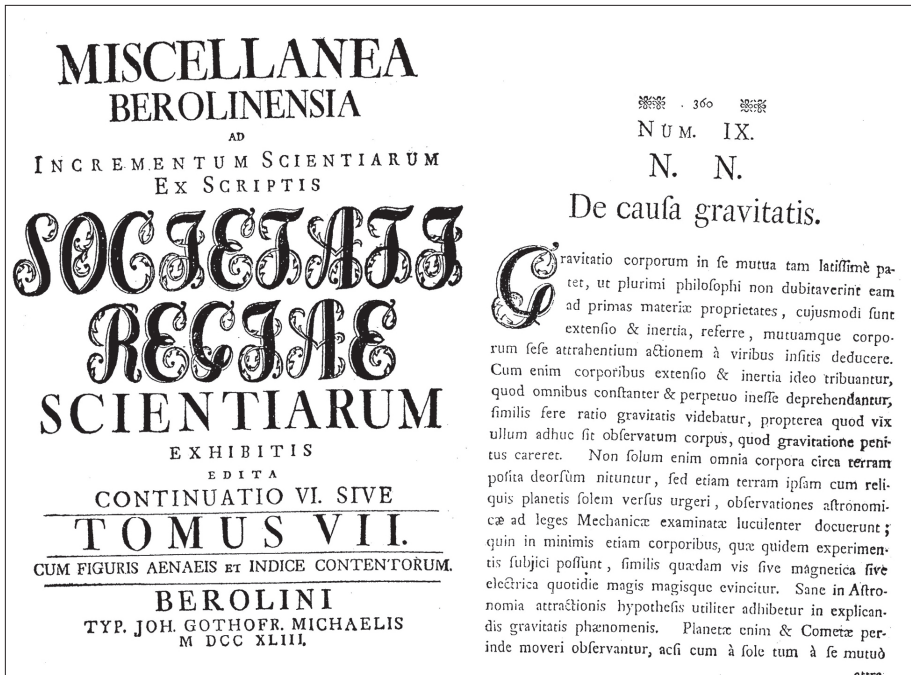 MISCELLANEA
BEROLINENSIA
AD
INCREMENTUM SCIENTIARUM
EX SCRIPTIS
SOCIETATI
REGIAE
SCIENTIARUM
EXHIBITIS
EDITA
CONTINUATIO VI. SIVE
TOMUS VII.
CUM FIGURIS AENAEIS ET INDICE CONTENTORUM.
BEROLINI
TYP. JOH. GOTHOFR. MICHAELIS
M DCC XLIII.
360
NUM. IX.
N. N.
De cauſa gravitatis.
Gravitatio corporum in ſe mutua tam latiſſimè pa-
tet, ut plurimi philoſophi non dubitaverint eam
ad primas materiæ proprietates, cujusmodi ſunt
extenſio & inertia, referre, mutuamque corpo-
rum ſeſe attrahentium actionem à viribus inſitis deducere.
Cum enim corporibus extenſio & inertia ideo tribuantur,
quod omnibus conſtanter & perpetuo ineſſe deprehendantur,
ſimilis fere ratio gravitatis videbatur, propterea quod vix
ullum adhuc ſit obſervatum corpus, quod gravitatione peni-
tus careret. Non ſolum enim omnia corpora circa terram
poſita deorſum nituntur, ſed etiam terram ipſam cum reli-
quis planetis ſolem verſus urgeri, obſervationes aſtronomi-
cæ ad leges Mechanicæ examinatæ luculenter docuerunt;
quin in minimis etiam corporibus, quæ quidem experimen-
tis ſubjici poſſunt, ſimilis quædam vis ſive magnetica ſive
electrica quotidie magis magisque evincitur. Sane in Aſtro-
nomia attractionis hypotheſis utiliter adhibetur in explican-
dis gravitatis phænomenis. Planetæ enim & Cometæ per-
inde moveri obſervantur, acſi cum à ſole tum à ſe mutuò